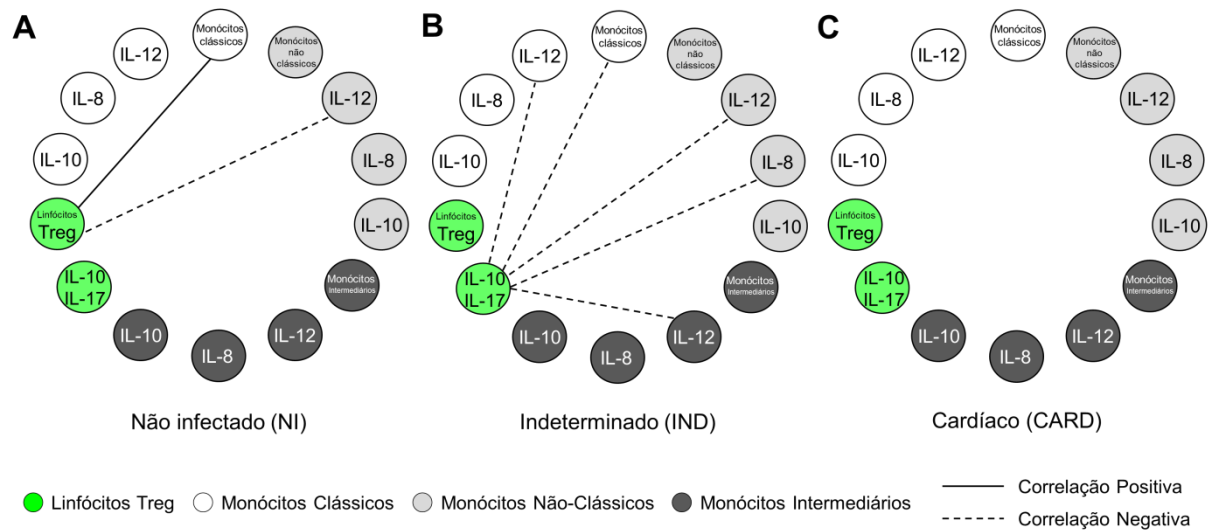 A
Monócitos
clássicos
Monócitos
não
clássicos
IL-12
IL-12
IL-8
IL-8
IL-10
IL-10
Linfócitos
Treg
IL-10
IL-17
Monócitos
Intermediários
IL-10
IL-8
IL-12
Não infectado (NI)
B
Monócitos
clássicos
Monócitos
não
clássicos
IL-12
IL-12
IL-8
IL-8
IL-10
IL-10
Linfócitos
Treg
IL-10
IL-17
Monócitos
Intermediários
IL-10
IL-8
IL-12
Indeterminado (IND)
C
Monócitos
clássicos
Monócitos
não
clássicos
IL-12
IL-12
IL-8
IL-8
IL-10
IL-10
Linfócitos
Treg
IL-10
IL-17
Monócitos
Intermediários
IL-10
IL-8
IL-12
Cardíaco (CARD)
Linfócitos Treg
Monócitos Clássicos
Monócitos Não-Clássicos
Monócitos Intermediários
Correlação Positiva
Correlação Negativa